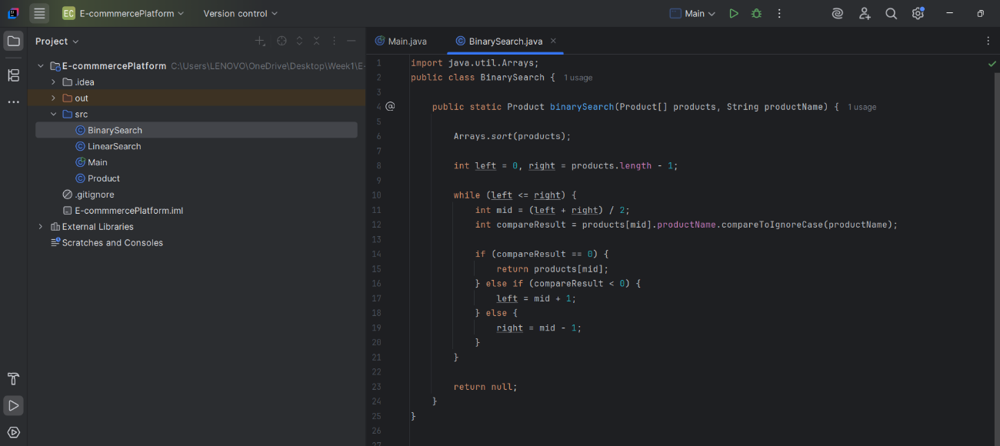 EC E-commmercePlatform Version control Main
Project
E-commmercePlatform C:\Users\LENOVO\OneDrive\Desktop\Week1\E-
.idea
out
src
BinarySearch
LinearSearch
Main
Product
.gitignore
E-commmercePlatform.iml
External Libraries
Scratches and Consoles
Main.java BinarySearch.java
1 import java.util.Arrays;
2 public class BinarySearch { 1 usage
3
4 @ public static Product binarySearch(Product[] products, String productName) { 1 usage
5
6 Arrays.sort(products);
7
8 int left = 0, right = products.length - 1;
9
10 while (left <= right) {
11 int mid = (left + right) / 2;
12 int compareResult = products[mid].productName.compareToIgnoreCase(productName);
13
14 if (compareResult == 0) {
15 return products[mid];
16 } else if (compareResult < 0) {
17 left = mid + 1;
18 } else {
19 right = mid - 1;
20 }
21 }
22
23 return null;
24 }
25 }
26
27